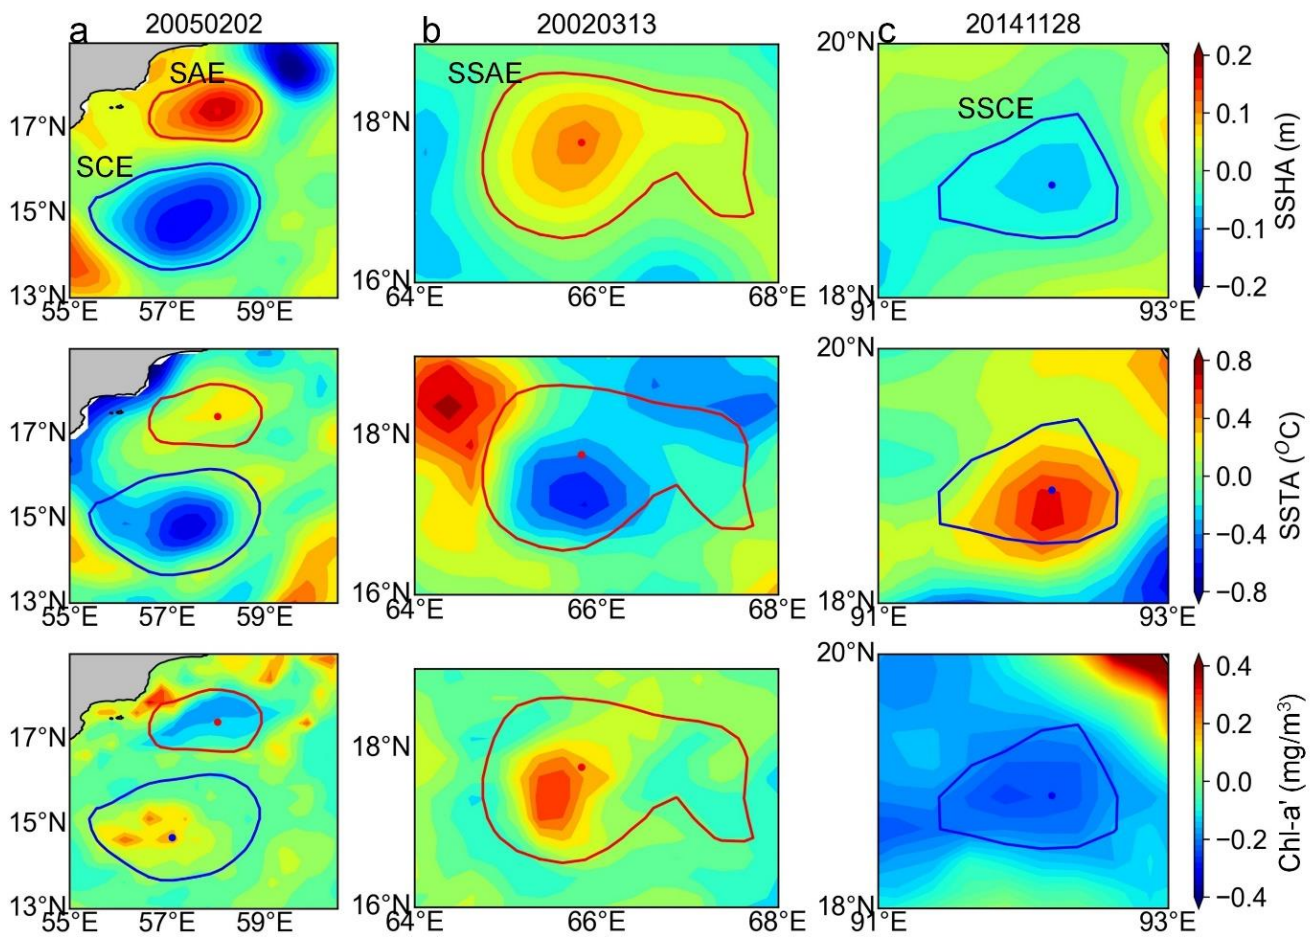 a 20050202
b 20020313
c 20141128
SAE
SCE
17°N
15°N
13°N
55°E 57°E 59°E
SSAE
18°N
16°N
64°E 66°E 68°E
SSCE
20°N
18°N
91°E 93°E
0.2
0.1
0.0
−0.1
−0.2
SSHA (m)
17°N
15°N
13°N
55°E 57°E 59°E
18°N
16°N
64°E 66°E 68°E
20°N
18°N
91°E 93°E
0.8
0.4
0.0
−0.4
−0.8
SSTA (°C)
17°N
15°N
13°N
55°E 57°E 59°E
18°N
16°N
64°E 66°E 68°E
20°N
18°N
91°E 93°E
0.4
0.2
0.0
−0.2
−0.4
Chl-a' (mg/m³)